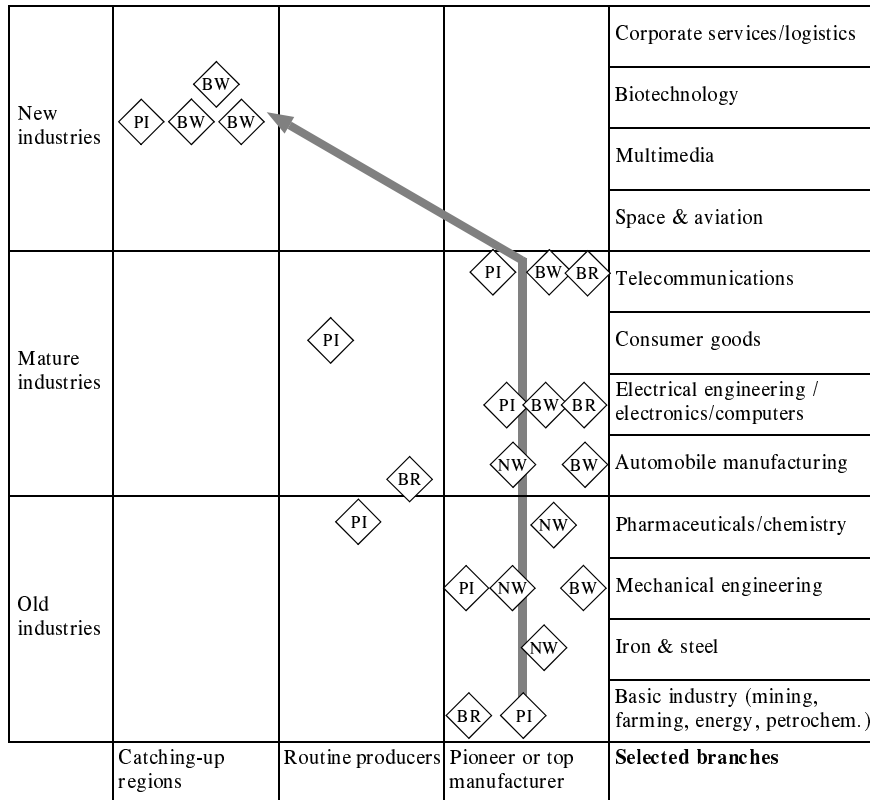 Corporate services/logistics
BW
Biotechnology
New
industries
PI BW BW
Multimedia
Space & aviation
PI BW BR Telecommunications
PI Consumer goods
Mature
industries
Electrical engineering /
electronics/computers
PI BW BR
NW BW Automobile manufacturing
BR
PI NW Pharmaceuticals/chemistry
PI NW BW Mechanical engineering
Old
industries
NW Iron & steel
Basic industry (mining,
farming, energy, petrochem.)
BR PI
Catching-up
regions
Routine producers
Pioneer or top
manufacturer
Selected branches